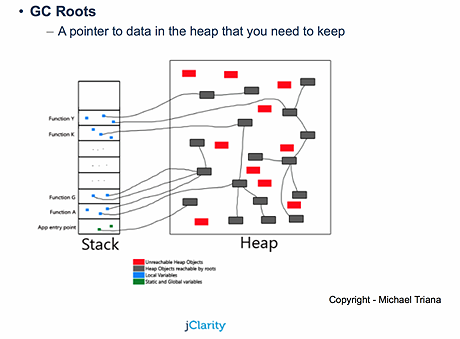 • GC Roots
– A pointer to data in the heap that you need to keep
Function Y
Function X
. . .
. . .
. . .
Function G
Function A
App entry point
Stack
Heap
Unreachable Heap Objects
Heap Objects reachable by roots
Local Variables
Static and Global variables
Copyright - Michael Triana
jClarity